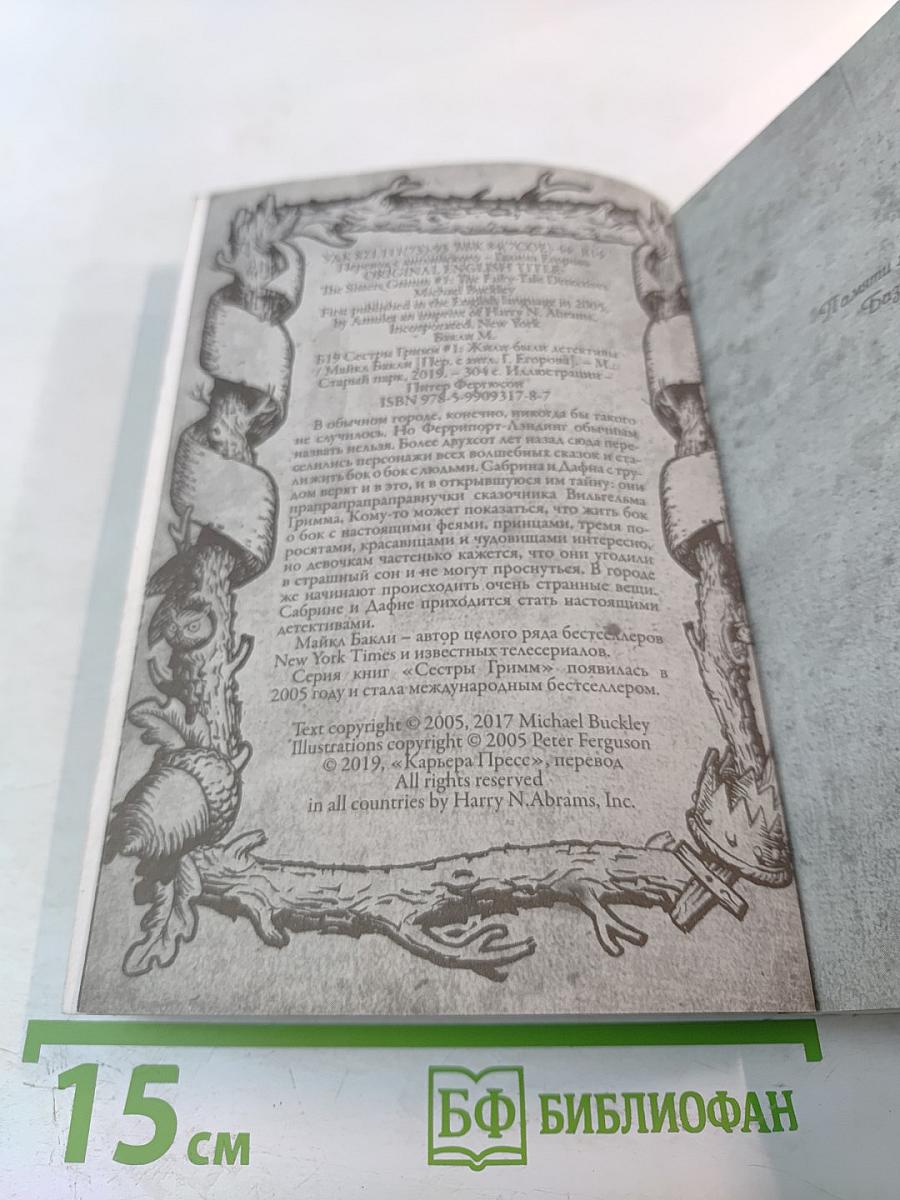 ORIGINAL ENGLISH TITLE:
The Sisters Grimm #1: The Fairy-Tale Detectives
Michael Buckley
First published in the English language in 2005,
by Amulet an imprint of Harry N. Abrams,
Incorporated, New York
Бакли М.
Б19 Сестры Гримм #1: Жили-были детективы
/ Майкл Бакли [Пер. с англ. Г. Егорова]. – М.:
Старый парк, 2019. – 304 с. Иллюстрации –
Питер Фергюсон
ISBN 978-5-9909317-8-7
В обычном городе, конечно, никогда бы такого
не случилось. Но Феррипорт-Лэндинг обычным
назвать нельзя. Более двухсот лет назад сюда пере-
селились персонажи всех волшебных сказок и ста-
ли жить бок о бок с людьми. Сабрина и Дафна с тру-
дом верят и в это, и в открывшуюся им тайну: они
прапрапраправнучки сказочника Вильгельма
Гримма. Кому-то может показаться, что жить бок
о бок с настоящими феями, принцами, тремя по-
росятами, красавицами и чудовищами интересно,
но девочкам частенько кажется, что они угодили
в страшный сон и не могут проснуться. В городе
же начинают происходить очень странные вещи.
Сабрине и Дафне приходится стать настоящими
детективами.
Майкл Бакли – автор целого ряда бестселлеров
New York Times и известных телесериалов.
Серия книг «Сестры Гримм» появилась в
2005 году и стала международным бестселлером.
Text copyright © 2005, 2017 Michael Buckley
Illustrations copyright © 2005 Peter Ferguson
© 2019, «Карьера Пресс», перевод
All rights reserved
in all countries by Harry N.Abrams, Inc.
Памяти
15 см
БФ БИБЛИОФАН